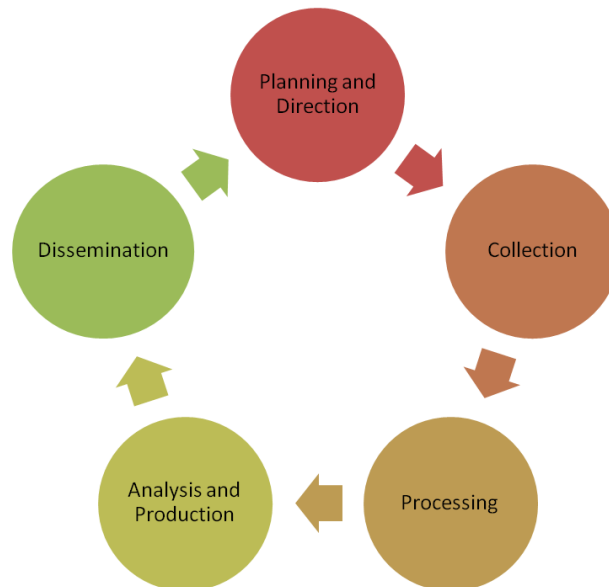 Planning and
Direction
Collection
Processing
Analysis and
Production
Dissemination